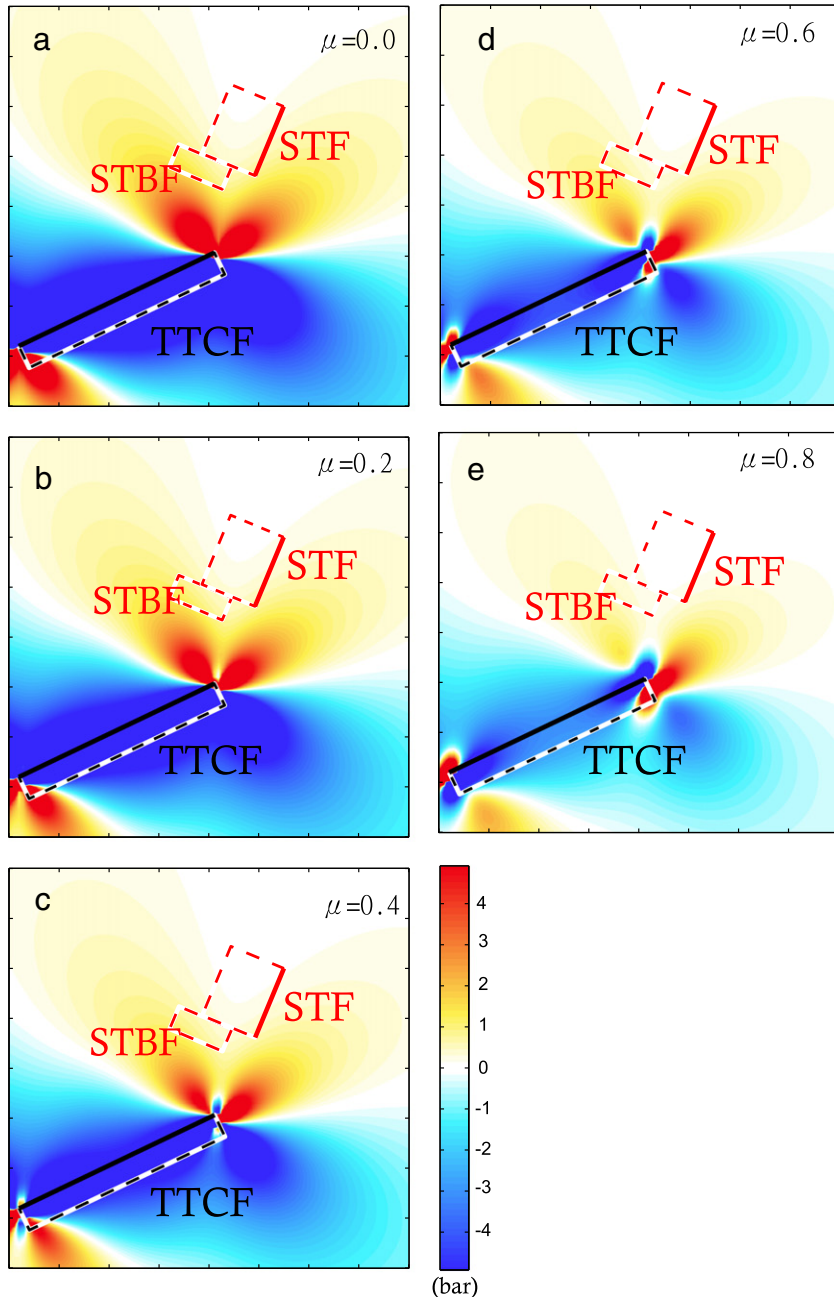 a
μ=0.0
STF
STBF
TTCF
d
μ=0.6
STF
STBF
TTCF
b
μ=0.2
STF
STBF
TTCF
e
μ=0.8
STF
STBF
TTCF
c
μ=0.4
STF
STBF
TTCF
4
3
2
1
0
-1
-2
-3
-4
(bar)